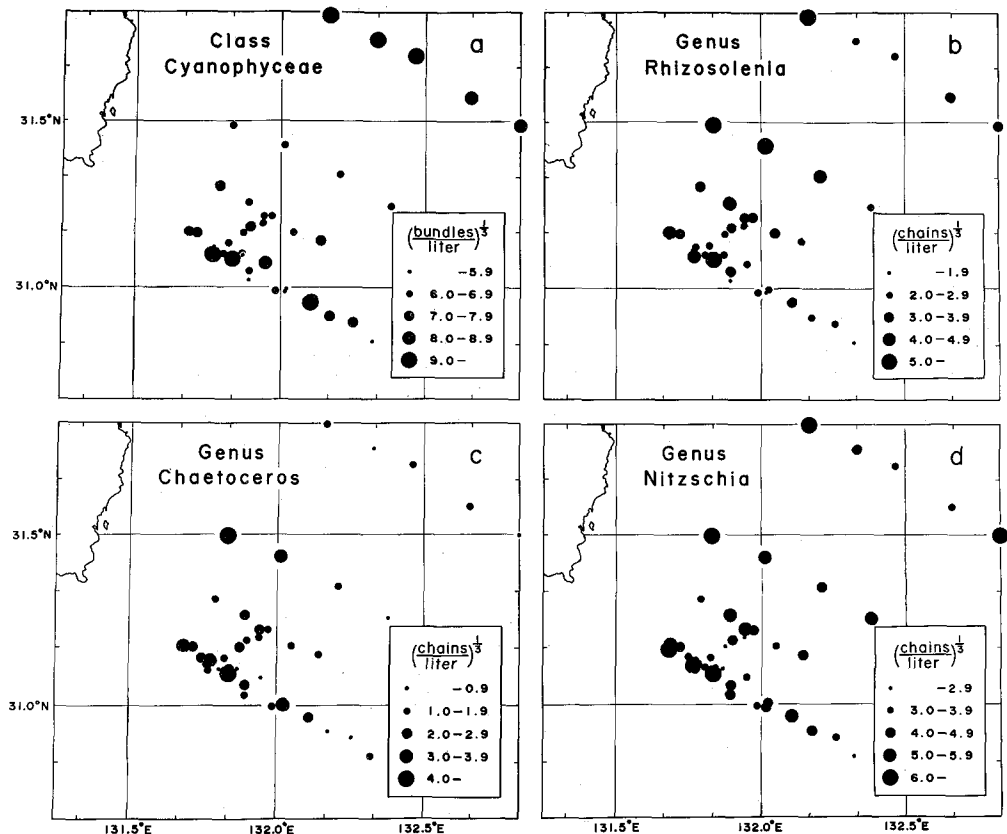 Class
Cyanophyceae
a
31.5°N
31.0°N
(bundles/liter)^1/3
-5.9
6.0-6.9
7.0-7.9
8.0-8.9
9.0-
Genus
Rhizosolenia
b
(chains/liter)^1/3
-1.9
2.0-2.9
3.0-3.9
4.0-4.9
5.0-
Genus
Chaetoceros
c
31.5°N
31.0°N
(chains/liter)^1/3
-0.9
1.0-1.9
2.0-2.9
3.0-3.9
4.0-
131.5°E
132.0°E
132.5°E
Genus
Nitzschia
d
(chains/liter)^1/3
-2.9
3.0-3.9
4.0-4.9
5.0-5.9
6.0-
131.5°E
132.0°E
132.5°E